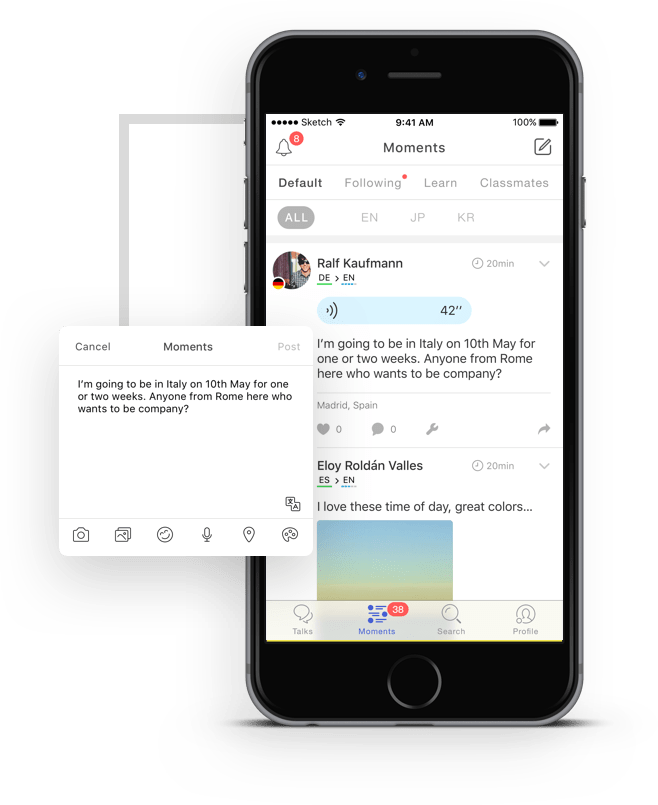 Sketch 9:41 AM 100%
8
Moments
Default Following Learn Classmates
ALL EN JP KR
Ralf Kaufmann 20min
DE > EN
42’’
I’m going to be in Italy on 10th May for
one or two weeks. Anyone from Rome
here who wants to be company?
Madrid, Spain
0 0
Eloy Roldán Valles 20min
ES > EN
I love these time of day, great colors...
38
Talks Moments Search Profile
Cancel Moments Post
I’m going to be in Italy on 10th May for one
or two weeks. Anyone from Rome here who
wants to be company?
文A